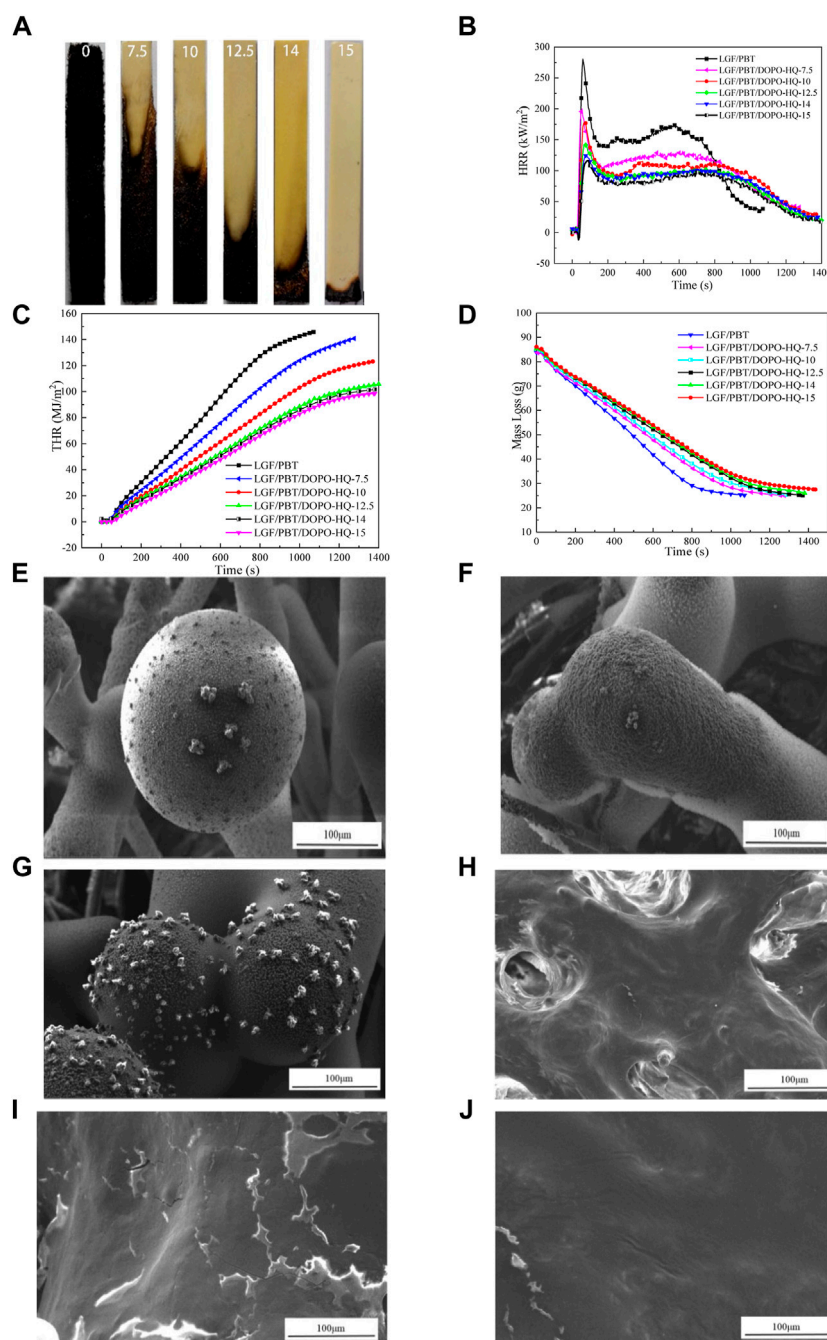 A
0 7.5 10 12.5 14 15
B
300
250
200
150
100
50
0
-50
HRR (kW/m²)
LGF/PBT
LGF/PBT/DOPO-HQ-7.5
LGF/PBT/DOPO-HQ-10
LGF/PBT/DOPO-HQ-12.5
LGF/PBT/DOPO-HQ-14
LGF/PBT/DOPO-HQ-15
0 200 400 600 800 1000 1200 1400
Time (s)
C
160
140
120
100
80
60
40
20
0
-20
THR (MJ/m²)
LGF/PBT
LGF/PBT/DOPO-HQ-7.5
LGF/PBT/DOPO-HQ-10
LGF/PBT/DOPO-HQ-12.5
LGF/PBT/DOPO-HQ-14
LGF/PBT/DOPO-HQ-15
0 200 400 600 800 1000 1200 1400
Time (s)
D
100
90
80
70
60
50
40
30
20
10
Mass Loss (g)
LGF/PBT
LGF/PBT/DOPO-HQ-7.5
LGF/PBT/DOPO-HQ-10
LGF/PBT/DOPO-HQ-12.5
LGF/PBT/DOPO-HQ-14
LGF/PBT/DOPO-HQ-15
0 200 400 600 800 1000 1200 1400
Time (s)
E
100μm
F
100μm
G
100μm
H
100μm
I
100μm
J
100μm